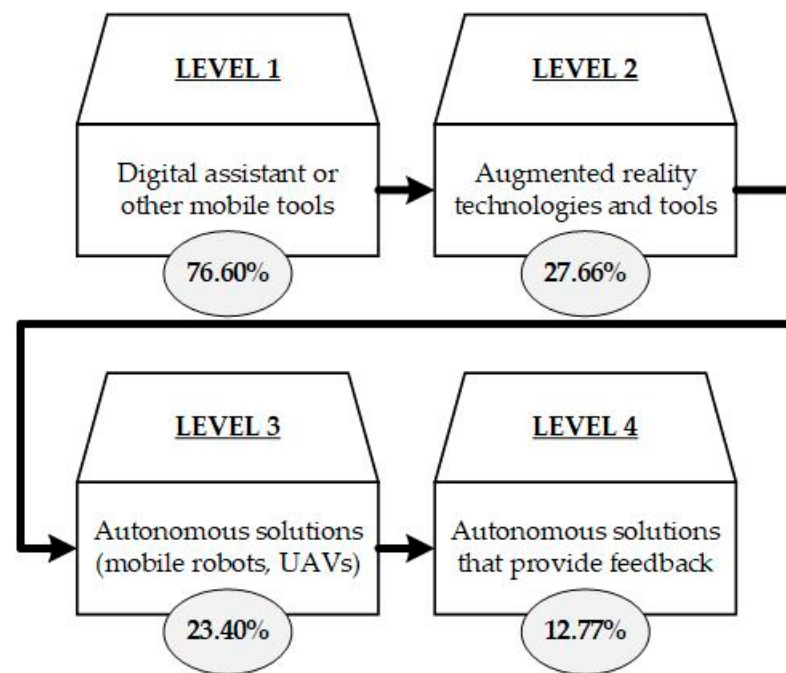 LEVEL 1
Digital assistant or
other mobile tools
76.60%
LEVEL 2
Augmented reality
technologies and tools
27.66%
LEVEL 3
Autonomous solutions
(mobile robots, UAVs)
23.40%
LEVEL 4
Autonomous solutions
that provide feedback
12.77%